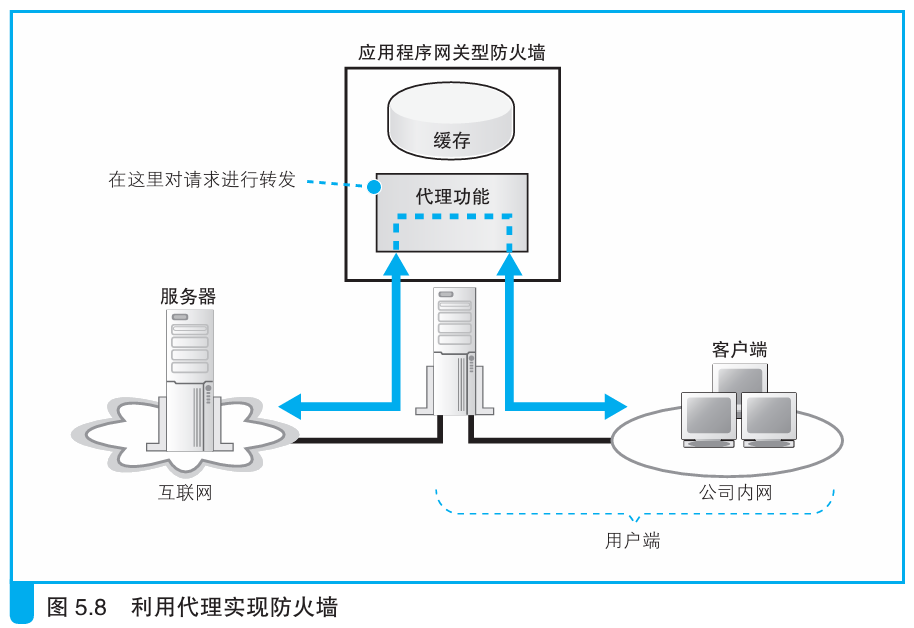 应用程序网关型防火墙
缓存
在这里对请求进行转发
代理功能
服务器
客户端
互联网
公司内网
用户端
图 5.8 利用代理实现防火墙